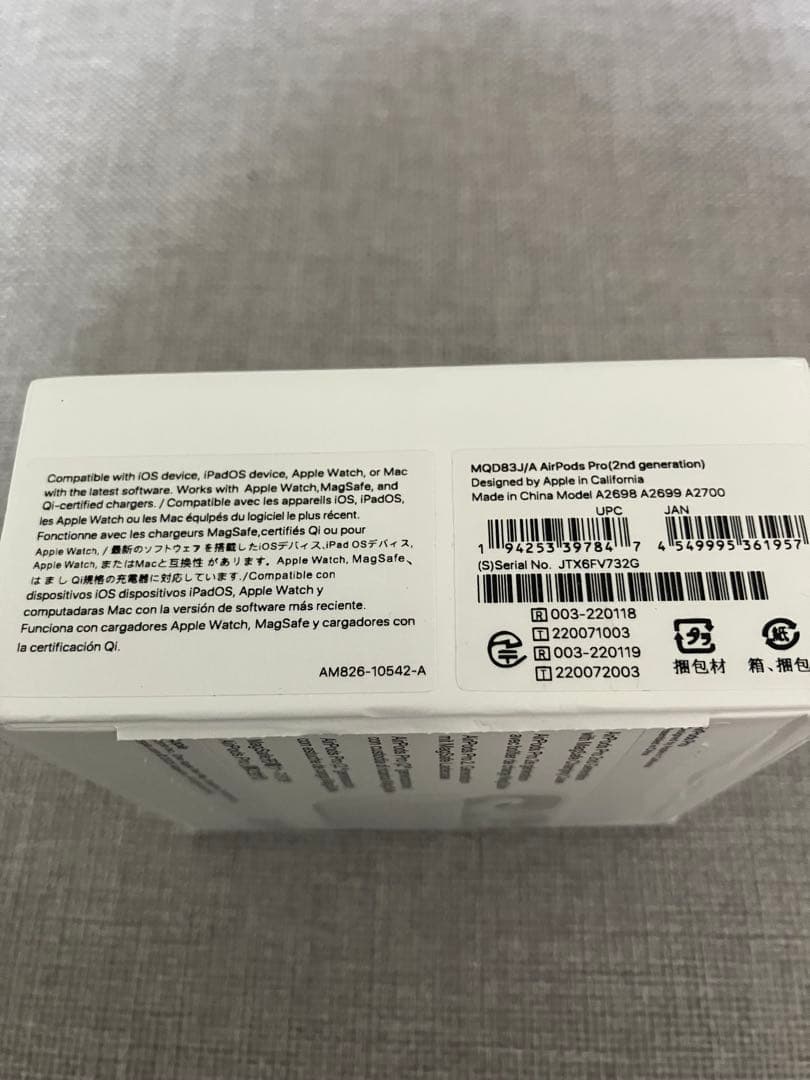 Compatible with iOS device, iPadOS device, Apple Watch, or Mac
with the latest software. Works with Apple Watch,MagSafe, and
Qi-certified chargers. / Compatible avec les appareils iOS, iPadOS,
les Apple Watch ou les Mac équipés du logiciel le plus récent.
Fonctionne avec les chargeurs MagSafe,certifiés Qi ou pour
Apple Watch, / 最新のソフトウェアを搭載したiOSデバイス,iPad OSデバイス,
Apple Watch, またはMacと互換性 が あ り ま す。Apple Watch, MagSafe、
は ま し Qi規格の充電器に対応しています./Compatible con
dispositivos iOS dispositivos iPadOS, Apple Watch y
computadaras Mac con la versión de software más reciente.
Funciona con cargadores Apple Watch, MagSafe y cargadores con
la certificación Qi.
AM826-10542-A
MQD83J/A AirPods Pro(2nd generation)
Designed by Apple in California
Made in China Model A2698 A2699 A2700
UPC JAN
1 94253 39784 7 4 549995 361957
(S)Serial No. JTX6FV732G
R 003-220118
T 220071003
R 003-220119
T 220072003
プラ
捆包材
紙
箱、捆包